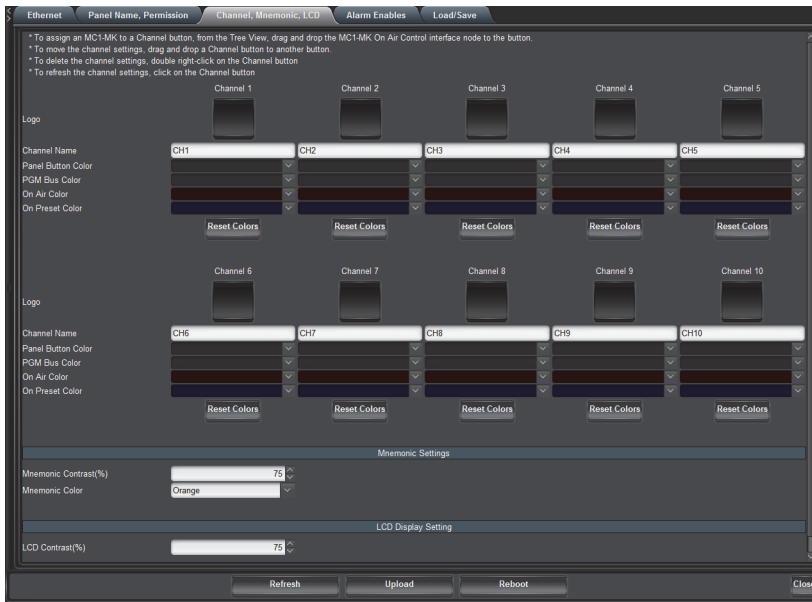 Ethernet Panel Name, Permission Channel, Mnemonic, LCD Alarm Enables Load/Save
* To assign an MC1-MK to a Channel button, from the Tree View, drag and drop the MC1-MK On Air Control interface node to the button.
* To move the channel settings, drag and drop a Channel button to another button.
* To delete the channel settings, double right-click on the Channel button
* To refresh the channel settings, click on the Channel button
Channel 1 Channel 2 Channel 3 Channel 4 Channel 5
Logo
Channel Name CH1 CH2 CH3 CH4 CH5
Panel Button Color
PGM Bus Color
On Air Color
On Preset Color
Reset Colors Reset Colors Reset Colors Reset Colors Reset Colors
Channel 6 Channel 7 Channel 8 Channel 9 Channel 10
Logo
Channel Name CH6 CH7 CH8 CH9 CH10
Panel Button Color
PGM Bus Color
On Air Color
On Preset Color
Reset Colors Reset Colors Reset Colors Reset Colors Reset Colors
Mnemonic Settings
Mnemonic Contrast(%) 75
Mnemonic Color Orange
LCD Display Setting
LCD Contrast(%) 75
Refresh Upload Reboot Close